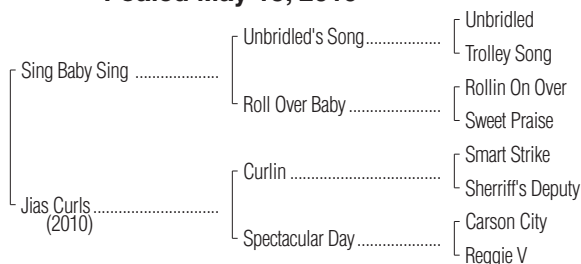 Foaled May 13, 2016
Unbridled
Unbridled's Song
Trolley Song
Sing Baby Sing
Rollin On Over
Roll Over Baby
Sweet Praise
Smart Strike
Curlin
Sherriff's Deputy
Jias Curls
(2010)
Carson City
Spectacular Day
Reggie V